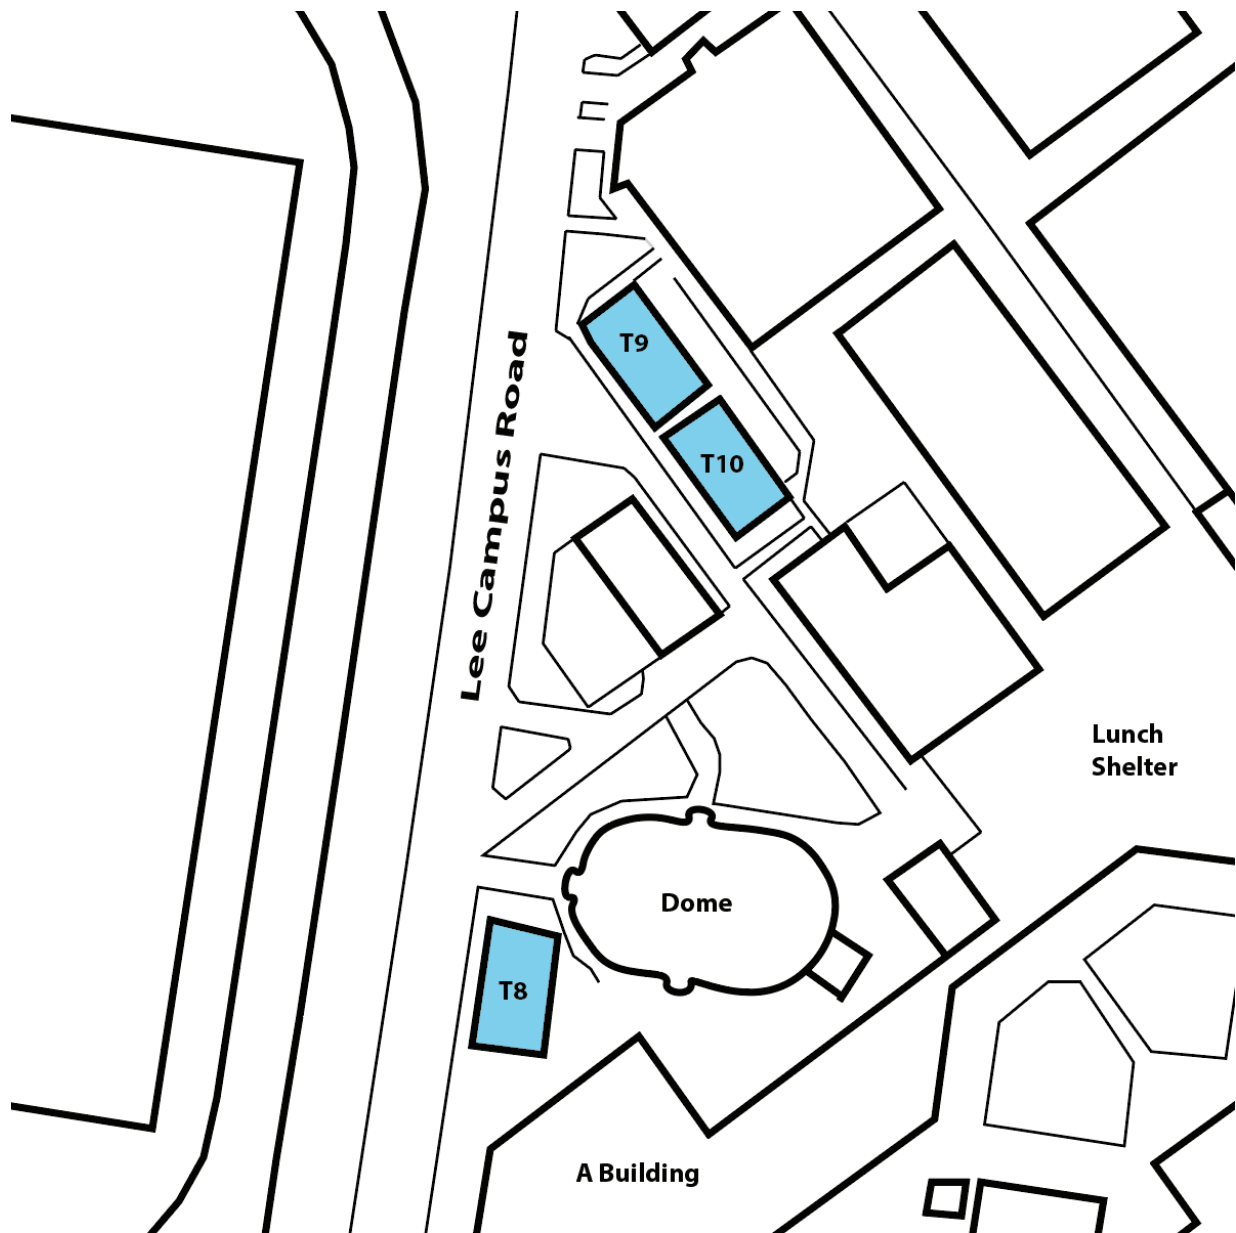 T9
T10
Lee Campus Road
Lunch
Shelter
Dome
T8
A Building